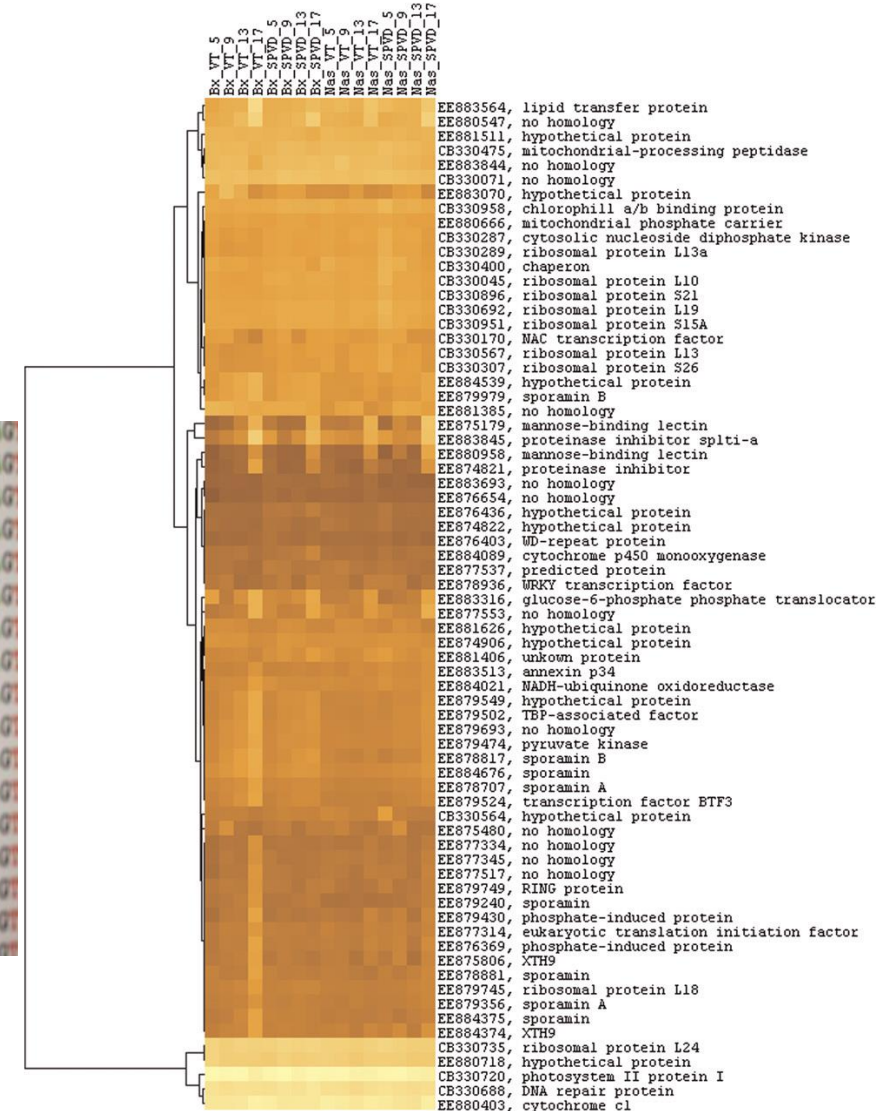 Bx_VT_5
Bx_VT_9
Bx_VT_13
Bx_VT_17
Bx_SPVD_5
Bx_SPVD_9
Bx_SPVD_13
Bx_SPVD_17
Nas_VT_5
Nas_VT_9
Nas_VT_13
Nas_VT_17
Nas_SPVD_5
Nas_SPVD_9
Nas_SPVD_13
Nas_SPVD_17
EE883564, lipid transfer protein
EE880547, no homology
EE881511, hypothetical protein
CB330475, mitochondrial-processing peptidase
EE883844, no homology
CB330071, no homology
EE883070, hypothetical protein
CB330958, chlorophill a/b binding protein
EE880666, mitochondrial phosphate carrier
CB330287, cytosolic nucleoside diphosphate kinase
CB330289, ribosomal protein L13a
CB330400, chaperon
CB330045, ribosomal protein L10
CB330896, ribosomal protein S21
CB330692, ribosomal protein L19
CB330951, ribosomal protein S15A
CB330170, NAC transcription factor
CB330567, ribosomal protein L13
CB330307, ribosomal protein S26
EE884539, hypothetical protein
EE879979, sporamin B
EE881385, no homology
EE875179, mannose-binding lectin
EE883845, proteinase inhibitor splti-a
EE880958, mannose-binding lectin
EE874821, proteinase inhibitor
EE883693, no homology
EE876654, no homology
EE876436, hypothetical protein
EE874822, hypothetical protein
EE876403, WD-repeat protein
EE884089, cytochrome p450 monooxygenase
EE877537, predicted protein
EE878936, WRKY transcription factor
EE883316, glucose-6-phosphate phosphate translocator
EE877553, no homology
EE881626, hypothetical protein
EE874906, hypothetical protein
EE881406, unkown protein
EE883513, annexin p34
EE884021, NADH-ubiquinone oxidoreductase
EE879549, hypothetical protein
EE879502, TBP-associated factor
EE879693, no homology
EE879474, pyruvate kinase
EE878817, sporamin B
EE884676, sporamin
EE878707, sporamin A
EE879524, transcription factor BTF3
CB330564, hypothetical protein
EE875480, no homology
EE877334, no homology
EE877345, no homology
EE877517, no homology
EE879749, RING protein
EE879240, sporamin
EE879430, phosphate-induced protein
EE877314, eukaryotic translation initiation factor
EE876369, phosphate-induced protein
EE875806, XTH9
EE878881, sporamin
EE879745, ribosomal protein L18
EE879356, sporamin A
EE884375, sporamin
EE884374, XTH9
CB330735, ribosomal protein L24
EE880718, hypothetical protein
CB330720, photosystem II protein I
CB330688, DNA repair protein
EE880403, cytochrome c1